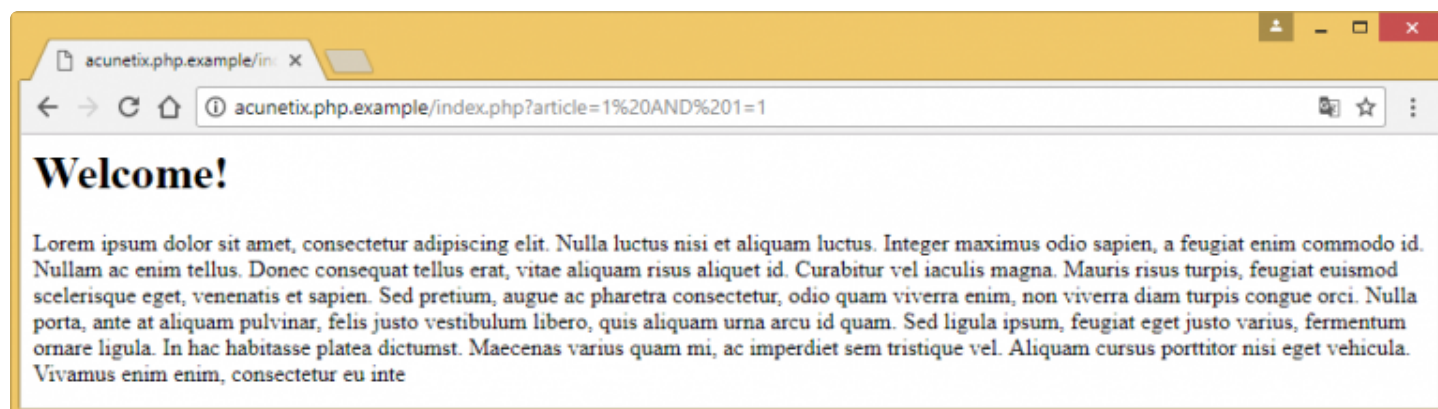 acunetix.php.example/in
acunetix.php.example/index.php?article=1%20AND%201=1
Welcome!
Lorem ipsum dolor sit amet, consectetur adipiscing elit. Nulla luctus nisi et aliquam luctus. Integer maximus odio sapien, a feugiat enim commodo id.
Nullam ac enim tellus. Donec consequat tellus erat, vitae aliquam risus aliquet id. Curabitur vel iaculis magna. Mauris risus turpis, feugiat euismod
scelerisque eget, venenatis et sapien. Sed pretium, augue ac pharetra consectetur, odio quam viverra enim, non viverra diam turpis congue orci. Nulla
porta, ante at aliquam pulvinar, felis justo vestibulum libero, quis aliquam urna arcu id quam. Sed ligula ipsum, feugiat eget justo varius, fermentum
ornare ligula. In hac habitasse platea dictumst. Maecenas varius quam mi, ac imperdiet sem tristique vel. Aliquam cursus porttitor nisi eget vehicula.
Vivamus enim enim, consectetur eu inte